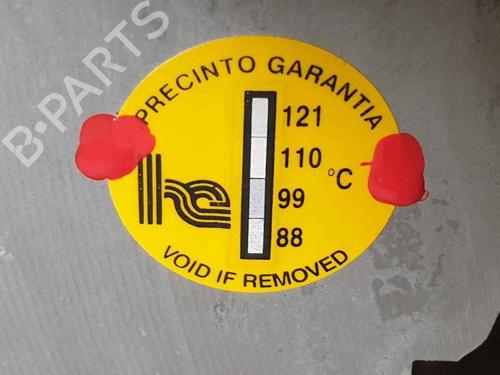 B-PARTS
PRECINTO GARANTIA
121
110
°C
99
88
VOID IF REMOVED